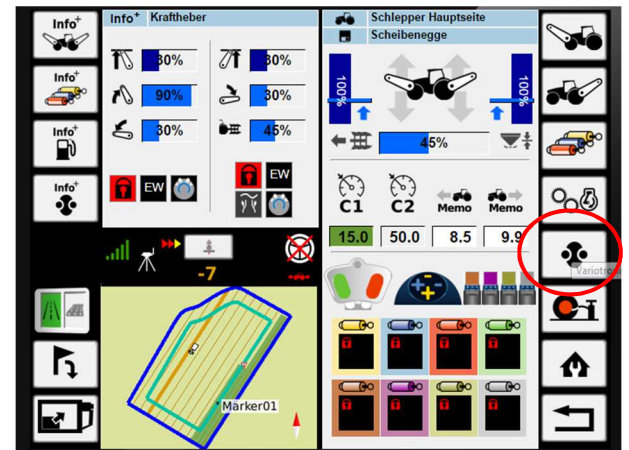 Info+
Info+
Info+
Info+
Info+ Kraftheber
30%
30%
90%
30%
30%
45%
EW
EW
-7
Marker01
Schlepper Hauptseite
Scheibenegge
100%
100%
45%
C1
C2
Memo
Memo
15.0
50.0
8.5
9.9